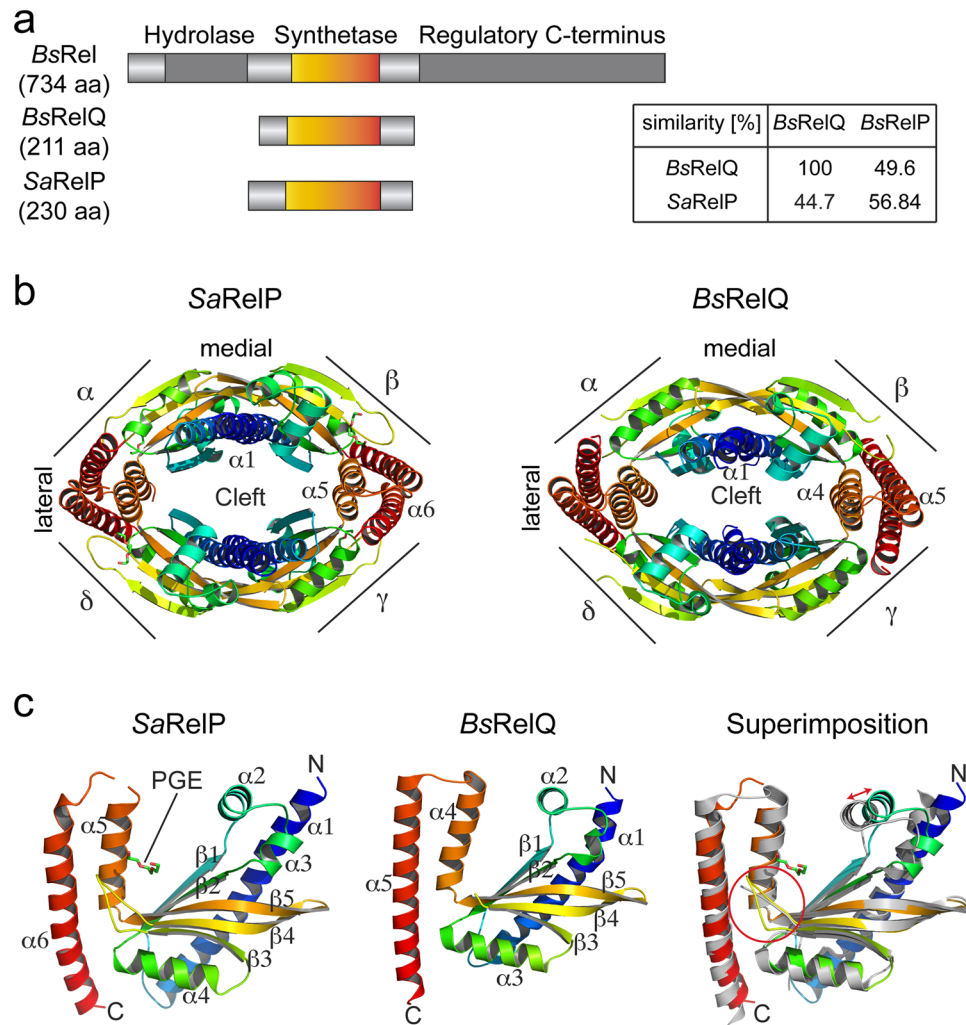 a
Hydrolase Synthetase Regulatory C-terminus
BsRel
(734 aa)
BsRelQ
(211 aa)
SaRelP
(230 aa)
similarity [%] BsRelQ BsRelP
BsRelQ 100 49.6
SaRelP 44.7 56.84
b
SaRelP
medial
α β
lateral
α1
Cleft
α5
α6
δ γ
BsRelQ
medial
α β
lateral
α1
Cleft
α4
α5
δ γ
c
SaRelP
PGE
N
α2
α1
α5
α3
β1
β2
β5
β4
β3
α6
α4
C
BsRelQ
N
α2
α4
α1
β1
β2
α5
β5
β4
β3
α3
C
Superimposition
N
C